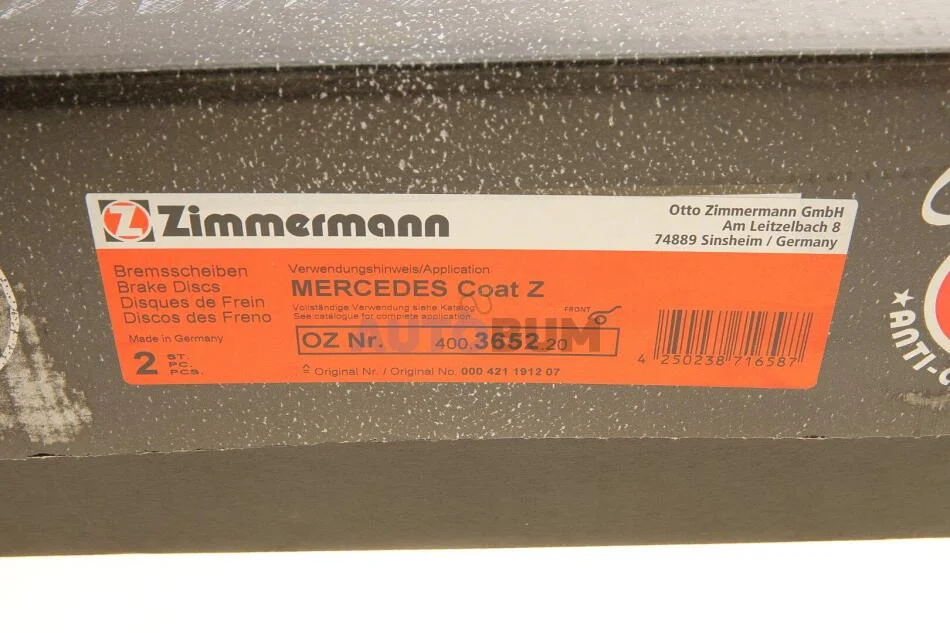 Z Zimmermann
Otto Zimmermann GmbH
Am Leitzelbach 8
74889 Sinsheim / Germany
Bremsscheiben
Brake Discs
Disques de Frein
Discos des Freno
Made in Germany
2 ST.
PC.
PCS.
Verwendungshinweis/Application
MERCEDES Coat Z
Vollständige Verwendung siehe Katalog
See catalogue for complete application
FRONT
AUTOBUM
OZ Nr. 400.3652.20
≙ Original Nr. / Original No. 000 421 1912 07
4 250238 716587
★ ANTI-